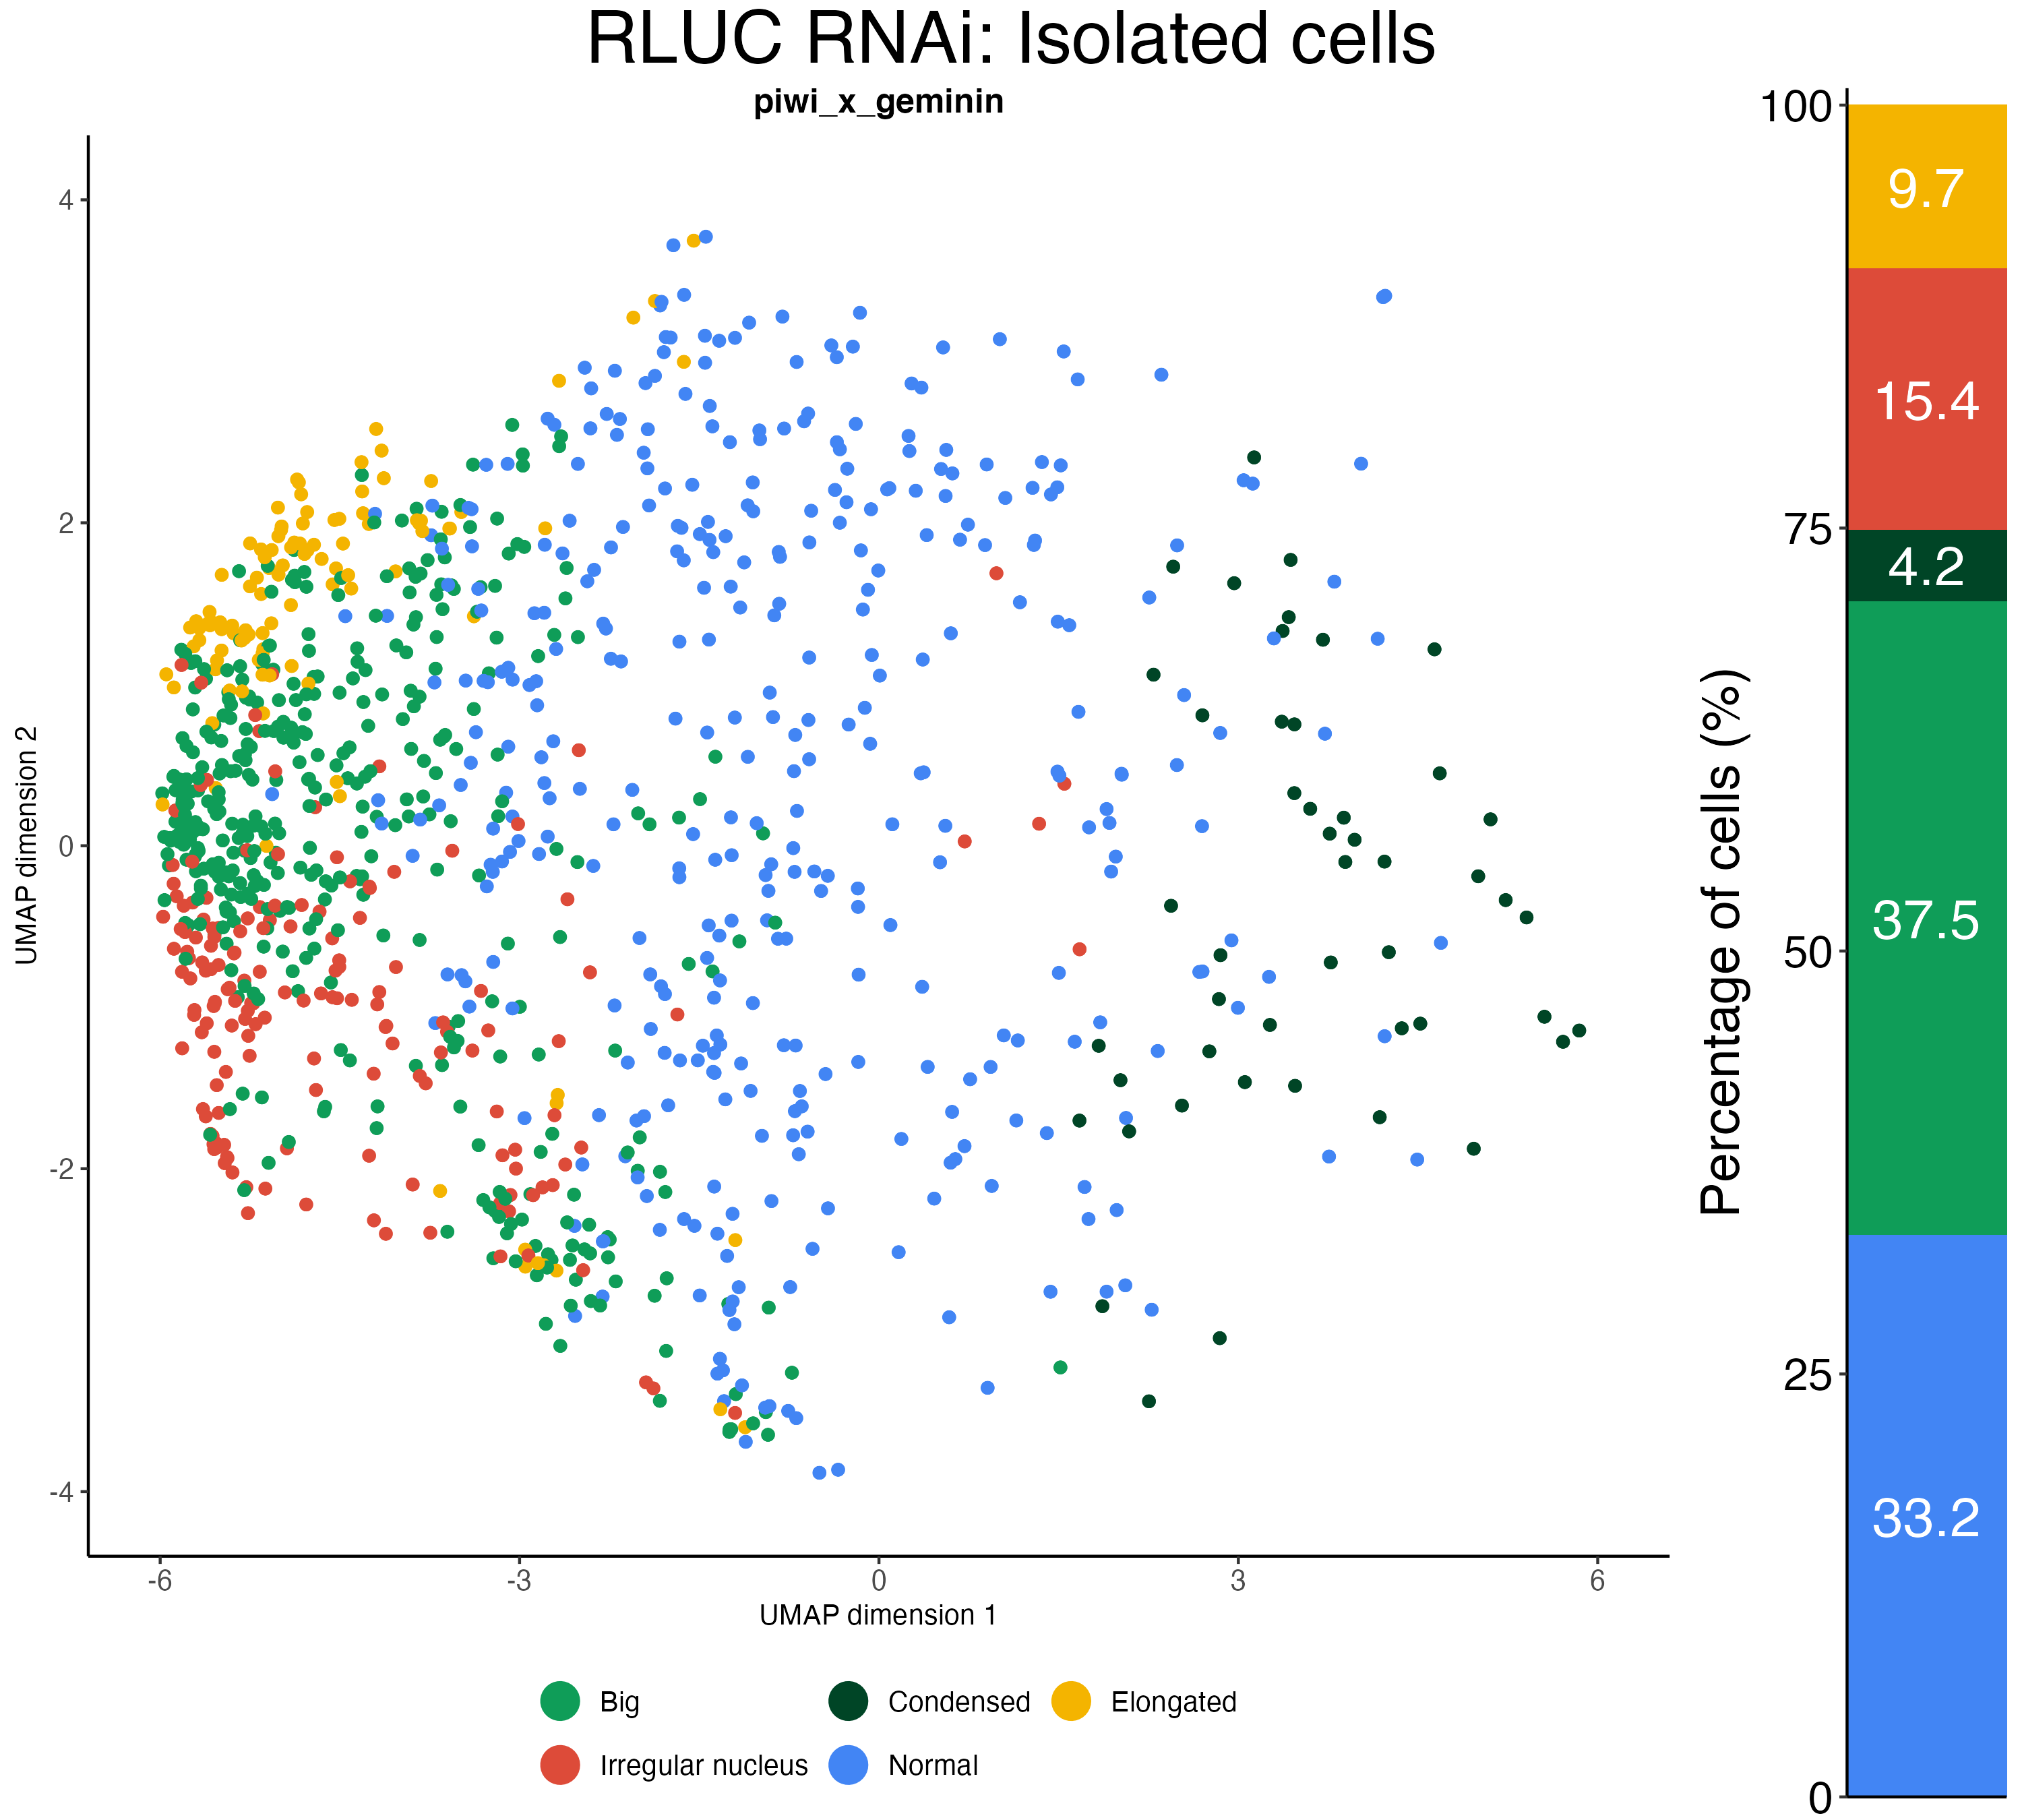 RLUC RNAi: Isolated cells
piwi_x_geminin
4
2
0
-2
-4
UMAP dimension 2
-6 -3 0 3 6
UMAP dimension 1
Big Condensed Elongated
Irregular nucleus Normal
100
75
50
25
0
Percentage of cells (%)
9.7
15.4
4.2
37.5
33.2